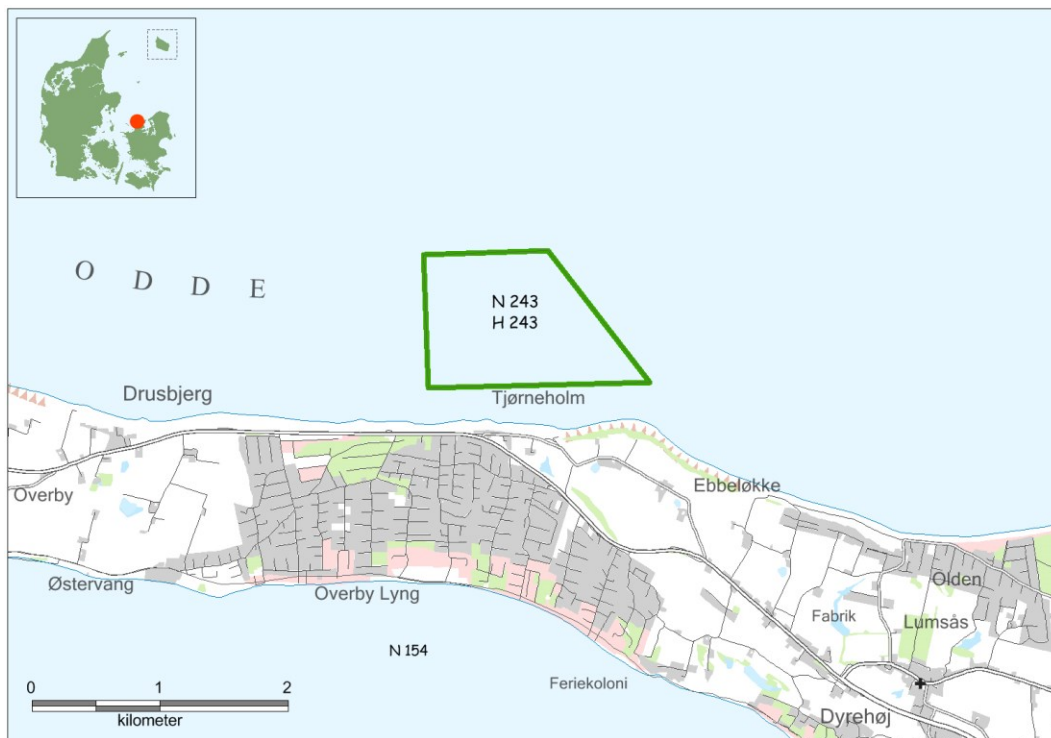 O D D E
N 243
H 243
Drusbjerg
Tjørneholm
Overby
Ebbeløkke
Østervang
Overby Lyng
Olden
Fabrik
Lumsås
N 154
Feriekoloni
Dyrehøj
0 1 2
kilometer